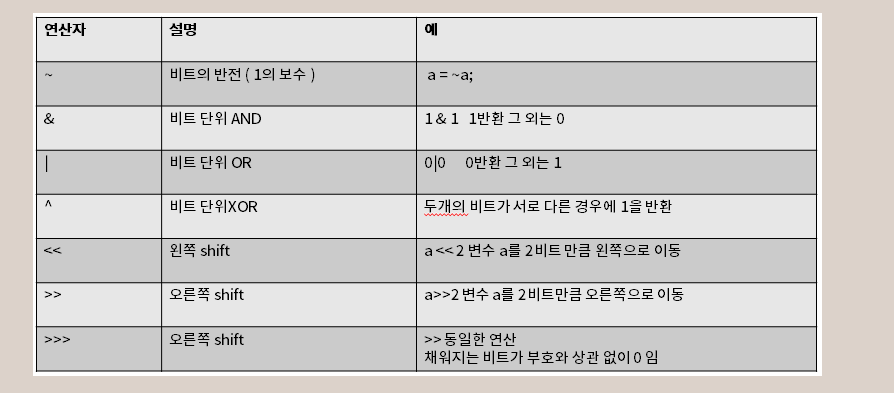 연산자 설명 예
~ 비트의 반전 ( 1의 보수 ) a = ~a;
& 비트 단위 AND 1 & 1 1반환 그 외는 0
| 비트 단위 OR 0|0 0반환 그 외는 1
^ 비트 단위XOR 두개의 비트가 서로 다른 경우에 1을 반환
<< 왼쪽 shift a << 2 변수 a를 2비트 만큼 왼쪽으로 이동
>> 오른쪽 shift a>>2 변수 a를 2비트만큼 오른쪽으로 이동
>>> 오른쪽 shift >> 동일한 연산
채워지는 비트가 부호와 상관 없이 0 임